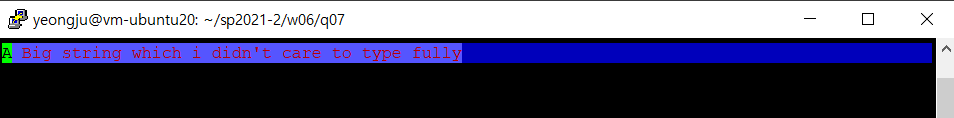 yeongju@vm-ubuntu20: ~/sp2021-2/w06/q07
A Big string which i didn't care to type fully